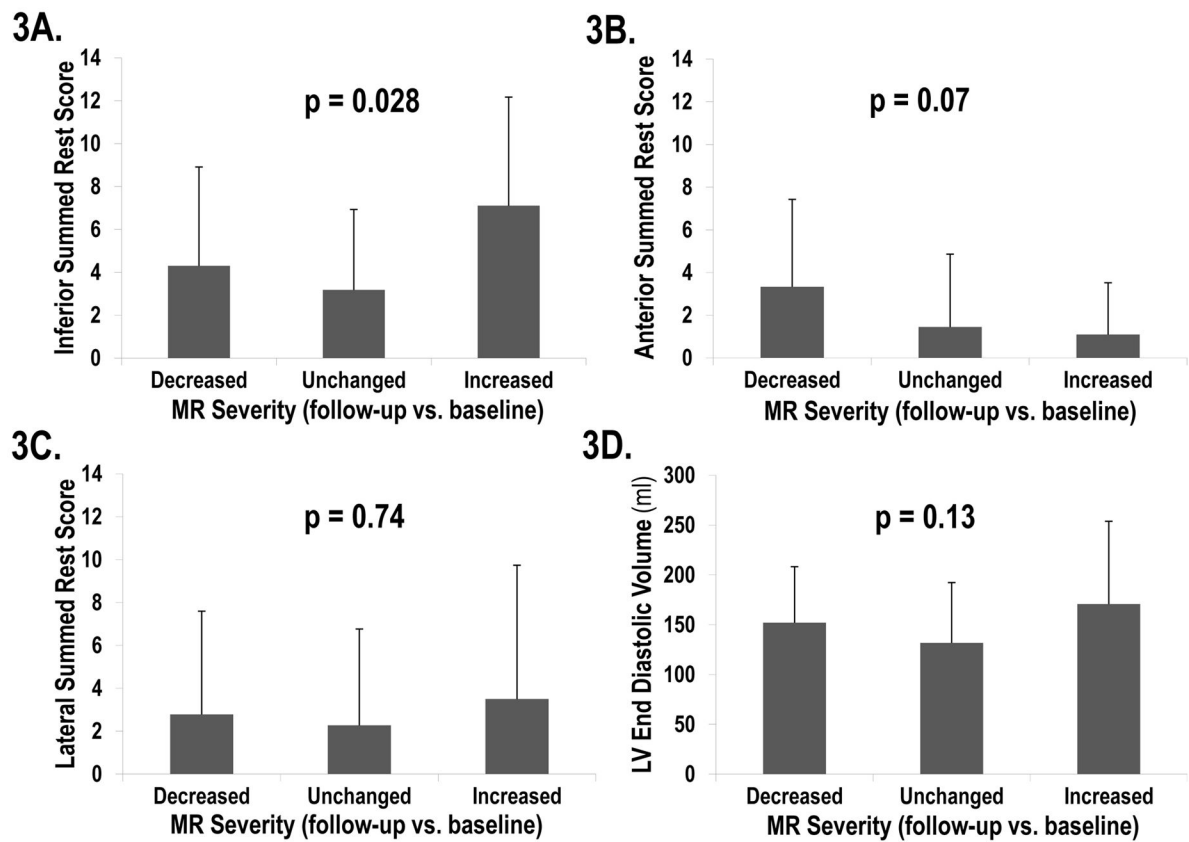 3A.
Inferior Summed Rest Score
14
12
10
8
6
4
2
0
p = 0.028
Decreased Unchanged Increased
MR Severity (follow-up vs. baseline)
3B.
Anterior Summed Rest Score
14
12
10
8
6
4
2
0
p = 0.07
Decreased Unchanged Increased
MR Severity (follow-up vs. baseline)
3C.
Lateral Summed Rest Score
14
12
10
8
6
4
2
0
p = 0.74
Decreased Unchanged Increased
MR Severity (follow-up vs. baseline)
3D.
LV End Diastolic Volume (ml)
300
250
200
150
100
50
0
p = 0.13
Decreased Unchanged Increased
MR Severity (follow-up vs. baseline)